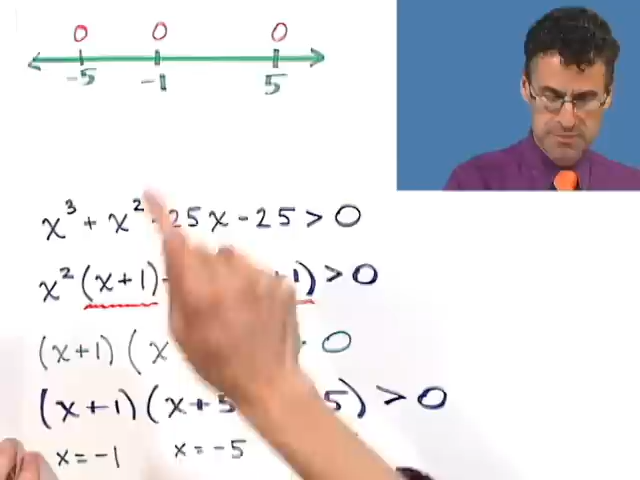 0 0 0
-5 -1 5
x³ + x² - 25x - 25 > 0
x² (x+1) 1) > 0
(x+1) (x 0
(x+1)(x+5 5) > 0
x = -1 x = -5